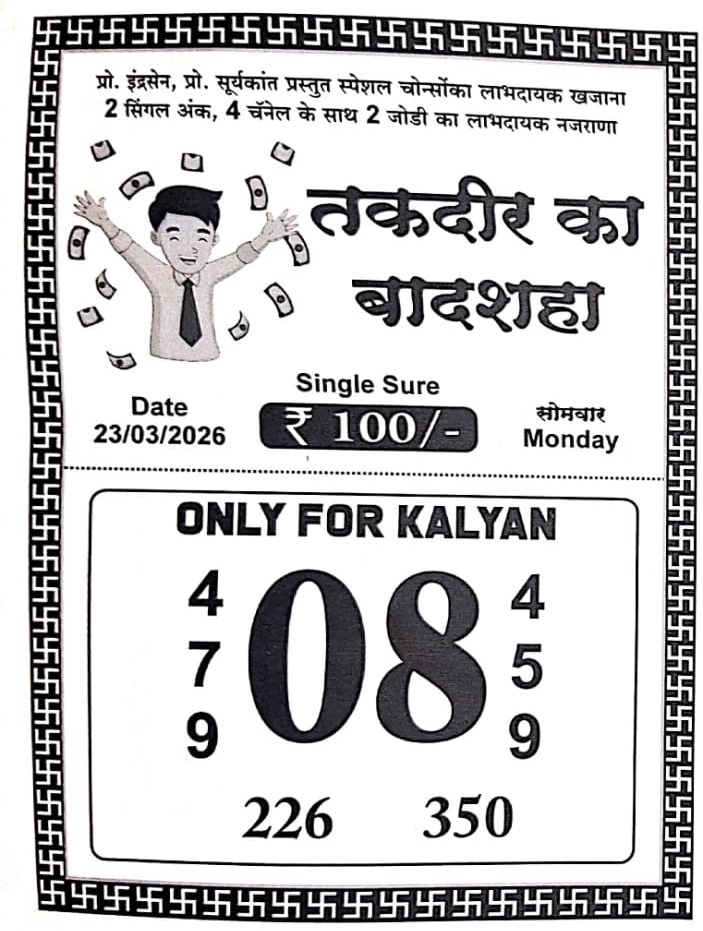 प्रो. इंद्रसेन, प्रो. सूर्यकांत प्रस्तुत स्पेशल चोन्सोंका लाभदायक खजाना
2 सिंगल अंक, 4 चॅनेल के साथ 2 जोडी का लाभदायक नजराणा
तकदीर का
बादशहा
Single Sure
Date
23/03/2026
₹ 100/-
सोमवार
Monday
ONLY FOR KALYAN
4 08 4
7 5
9 9
226 350